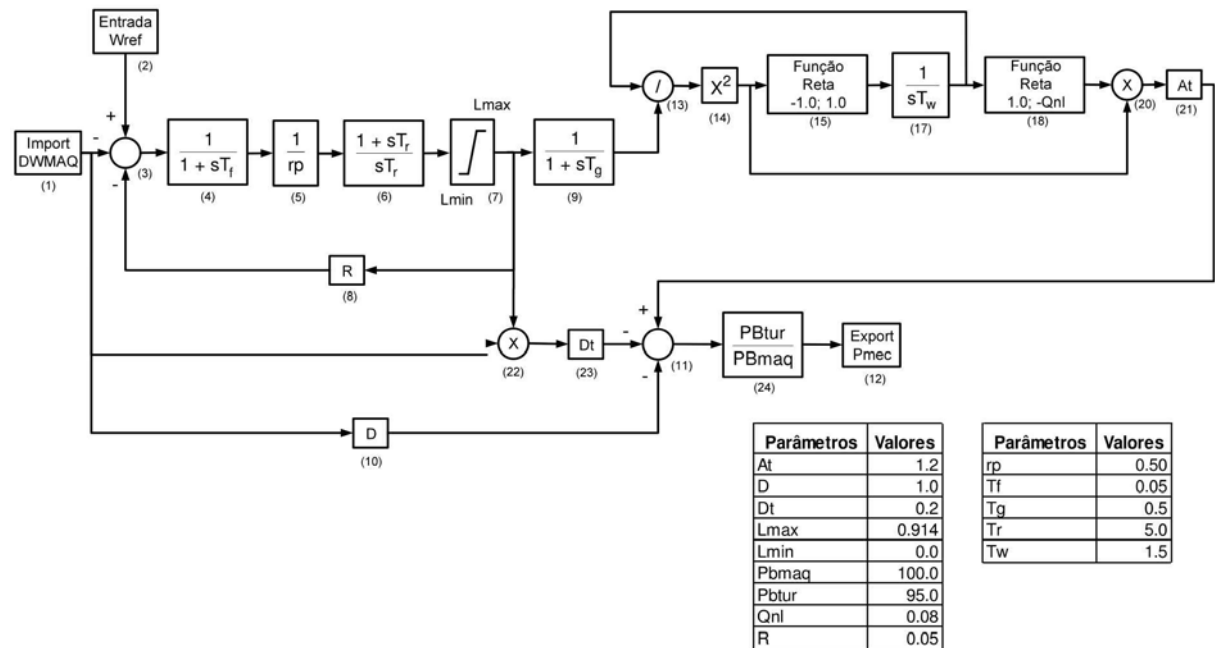 Entrada
Wref
(2)
+
-
Import
DWMAQ
(1)
-
(3)
1
1 + sTf
(4)
1
rp
(5)
1 + sTr
sTr
(6)
Lmax
Lmin
(7)
1
1 + sTg
(9)
R
(8)
/
(13)
X²
(14)
Função
Reta
-1.0; 1.0
(15)
1
sTw
(17)
Função
Reta
1.0; -Qnl
(18)
X
(20)
At
(21)
X
(22)
Dt
(23)
+
-
-
(11)
PBtur
PBmaq
(24)
Export
Pmec
(12)
D
(10)
Parâmetros Valores
At 1.2
D 1.0
Dt 0.2
Lmax 0.914
Lmin 0.0
Pbmaq 100.0
Pbtur 95.0
Qnl 0.08
R 0.05
Parâmetros Valores
rp 0.50
Tf 0.05
Tg 0.5
Tr 5.0
Tw 1.5